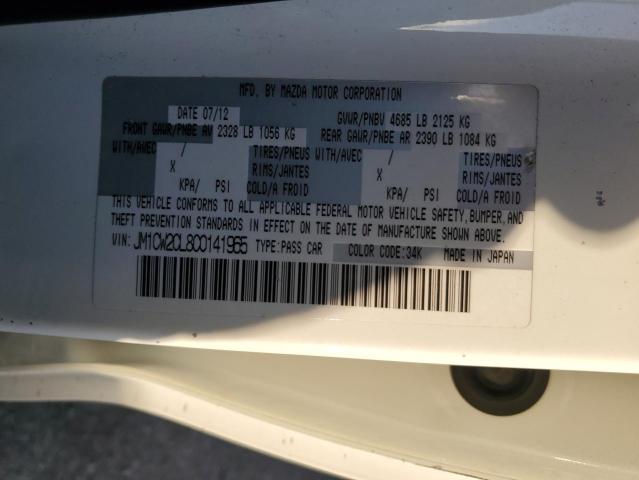 MFD. BY MAZDA MOTOR CORPORATION
DATE 07/12 GVWR/PNBV 4685 LB 2125 KG
FRONT GAWR/PNBE AV 2328 LB 1056 KG REAR GAWR/PNBE AR 2390 LB 1084 KG
WITH/AVEC / TIRES/PNEUS WITH/AVEC / TIRES/PNEUS
X RIMS/JANTES X RIMS/JANTES
KPA/ PSI COLD/A FROID KPA/ PSI COLD/A FROID
THIS VEHICLE CONFORMS TO ALL APPLICABLE FEDERAL MOTOR VEHICLE SAFETY, BUMPER, AND
THEFT PREVENTION STANDARDS IN EFFECT ON THE DATE OF MANUFACTURE SHOWN ABOVE.
VIN: JM1CW2CL8C0141965 TYPE:PASS CAR COLOR CODE: 34K MADE IN JAPAN